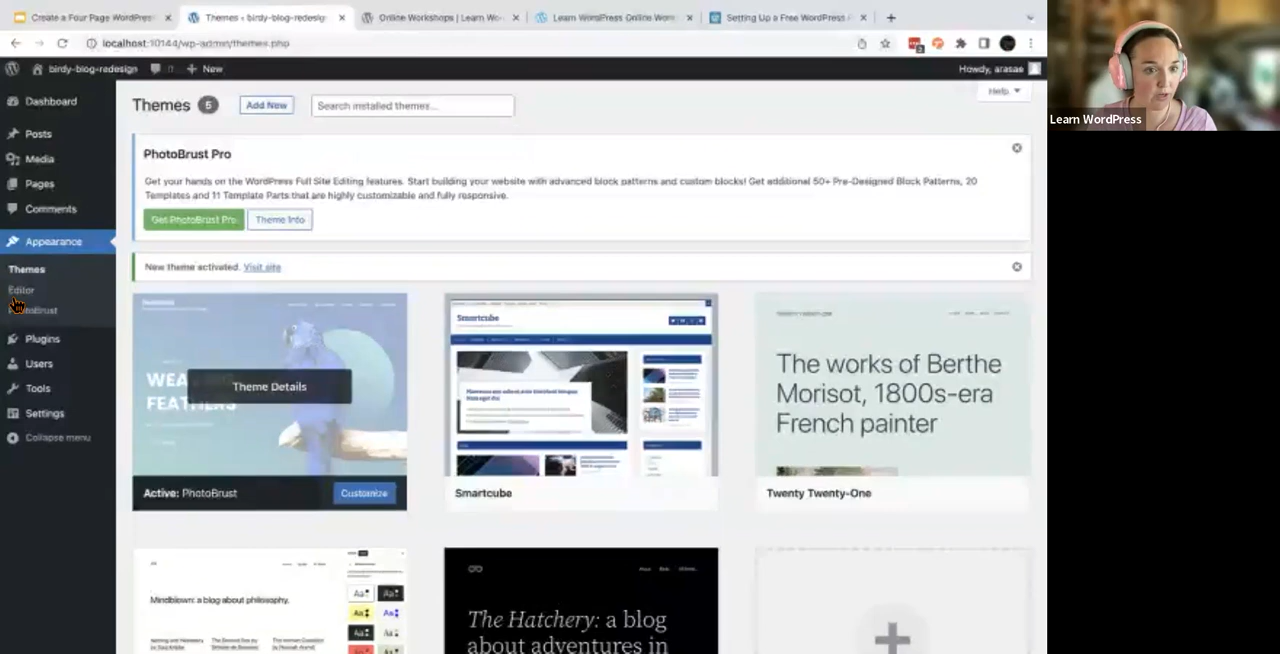 Create a Four Page WordPress
Themes ‹ birdy-blog-redesign
Online Workshops | Learn Wo
Learn WordPress Online Work
Setting Up a Free WordPress
localhost:10144/wp-admin/themes.php
birdy-blog-redesign
New
Howdy, arasae
Dashboard
Posts
Media
Pages
Comments
Appearance
Themes
Editor
PhotoBrust
Plugins
Users
Tools
Settings
Collapse menu
Themes 5
Add New
Search installed themes...
Help
PhotoBrust Pro
Get your hands on the WordPress Full Site Editing features. Start building your website with advanced block patterns and custom blocks! Get additional 50+ Pre-Designed Block Patterns, 20
Templates and 11 Template Parts that are highly customizable and fully responsive.
Get PhotoBrust Pro
Theme Info
New theme activated. Visit site
FEATHERS
Theme Details
Active: PhotoBrust
Customize
Smartcube
Smartcube
The works of Berthe
Morisot, 1800s-era
French painter
Twenty Twenty-One
Mindblown: a blog about philosophy.
The Hatchery: a blog
about adventures in
Learn WordPress